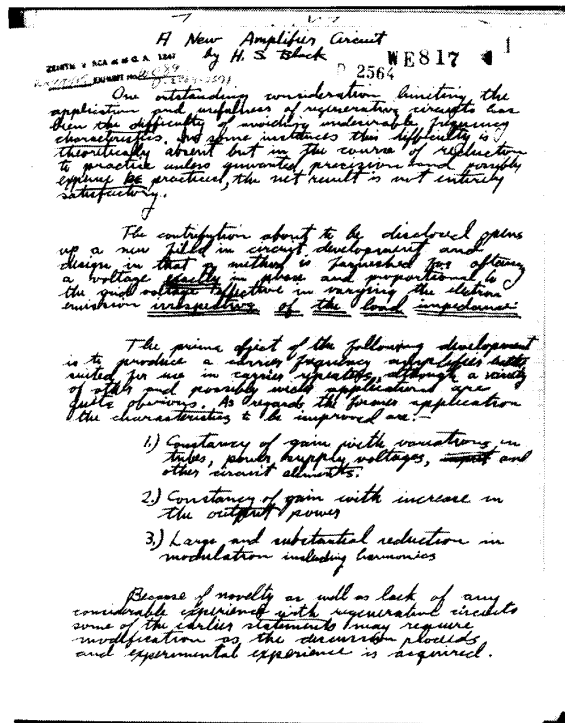 A New Amplifier Circuit
by H. S. Black
WE817
1
ZENITH v RCA et al C. A. 1247
EXHIBIT No.
2564
One outstanding consideration limiting the
application and usefulness of regenerative circuits has
been the difficulty of avoiding undesirable frequency
characteristics. In some instances this difficulty is
theoretically absent but in the course of reduction
to practice unless unwanted precision and possibly
expense be practiced, the net result is not entirely
satisfactory.
The contribution about to be disclosed opens
up a new field in circuit development and
design in that a method is furnished for
a voltage in phase and proportional to
the grid voltage effective in varying the electron
emission irrespective of the load impedance.
The prime object of the following development
is to produce a carrier frequency amplifier better
suited for use in carrier repeaters, although a variety
of other and possibly applications are
quite obvious. As regards the former application
the characteristics to be improved are:-
1.) Constancy of gain with variations in
tubes, power supply voltages, and
other circuit elements.
2.) Constancy of gain with increase in
the output power
3.) Large and substantial reduction in
modulation including harmonics
Because of novelty as well as lack of any
considerable experience with regenerative circuits
some of the earlier statements may require
modification as the discussion proceeds
and experimental experience is acquired.